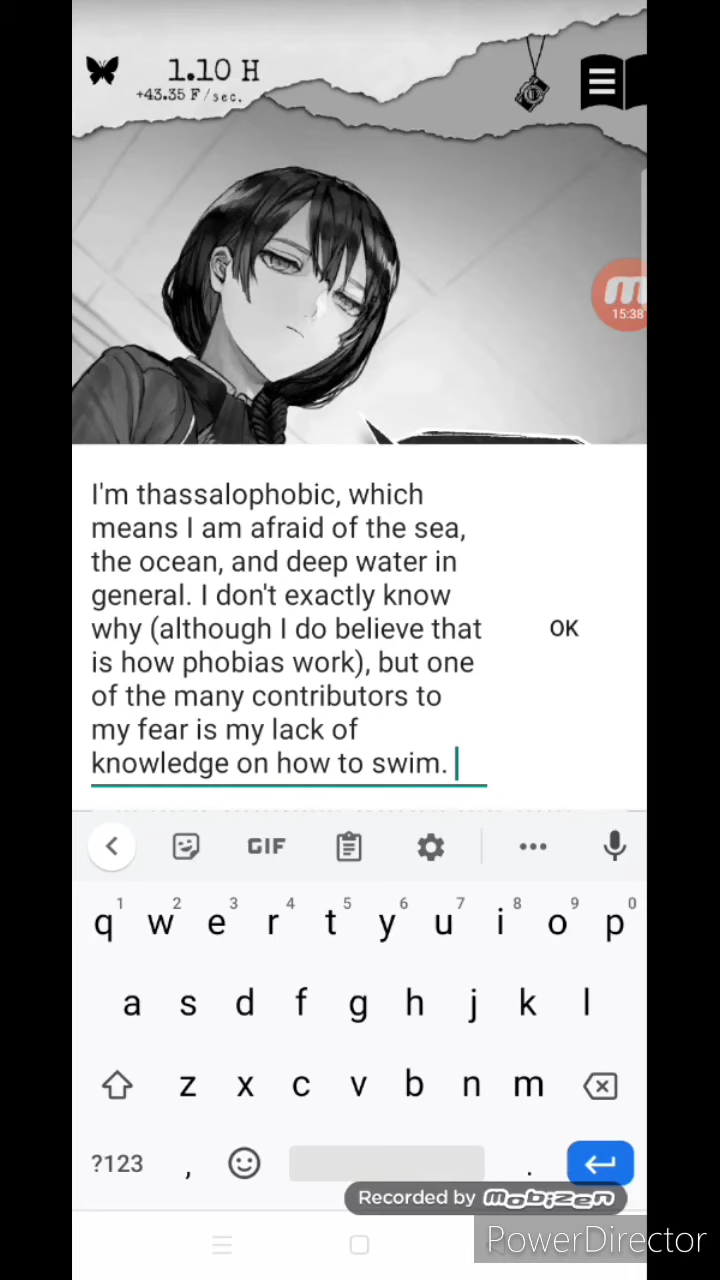 1.10 H
+43.35 F/sec.
15:38
I'm thassalophobic, which
means I am afraid of the sea,
the ocean, and deep water in
general. I don't exactly know
why (although I do believe that
is how phobias work), but one
of the many contributors to
my fear is my lack of
knowledge on how to swim.
OK
GIF
1 2 3 4 5 6 7 8 9 0
q w e r t y u i o p
a s d f g h j k l
z x c v b n m
?123 , .
Recorded by mobizen
PowerDirector